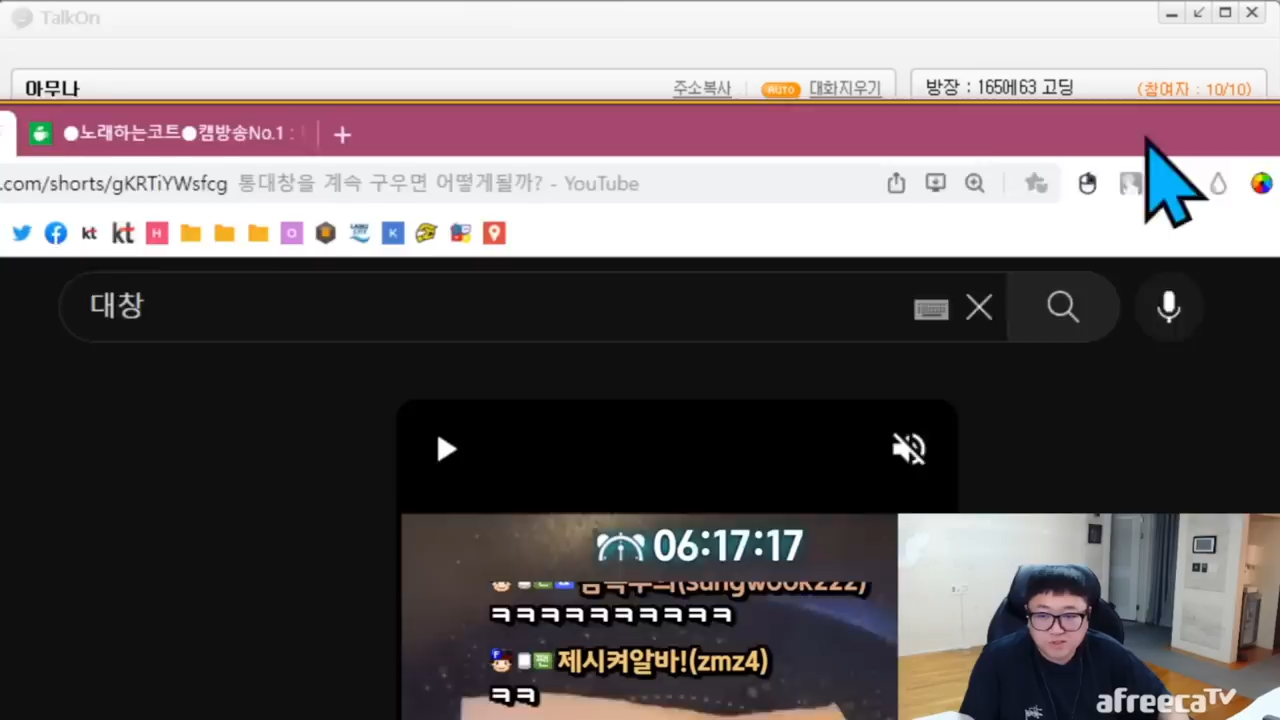 TalkOn
아무나
주소복사
AUTO
대화지우기
방장 : 165에63 고딩
(참여자 : 10/10)
●노래하는코트●캠방송No.1 :
.com/shorts/gKRTiYWsfcg 통대창을 계속 구우면 어떻게될까? - YouTube
kt
kt
H
O
K
대창
06:17:17
ㅋㅋㅋㅋㅋㅋㅋㅋㅋㅋ
제시켜알바!(zmz4)
ㅋㅋ
afreecaTV